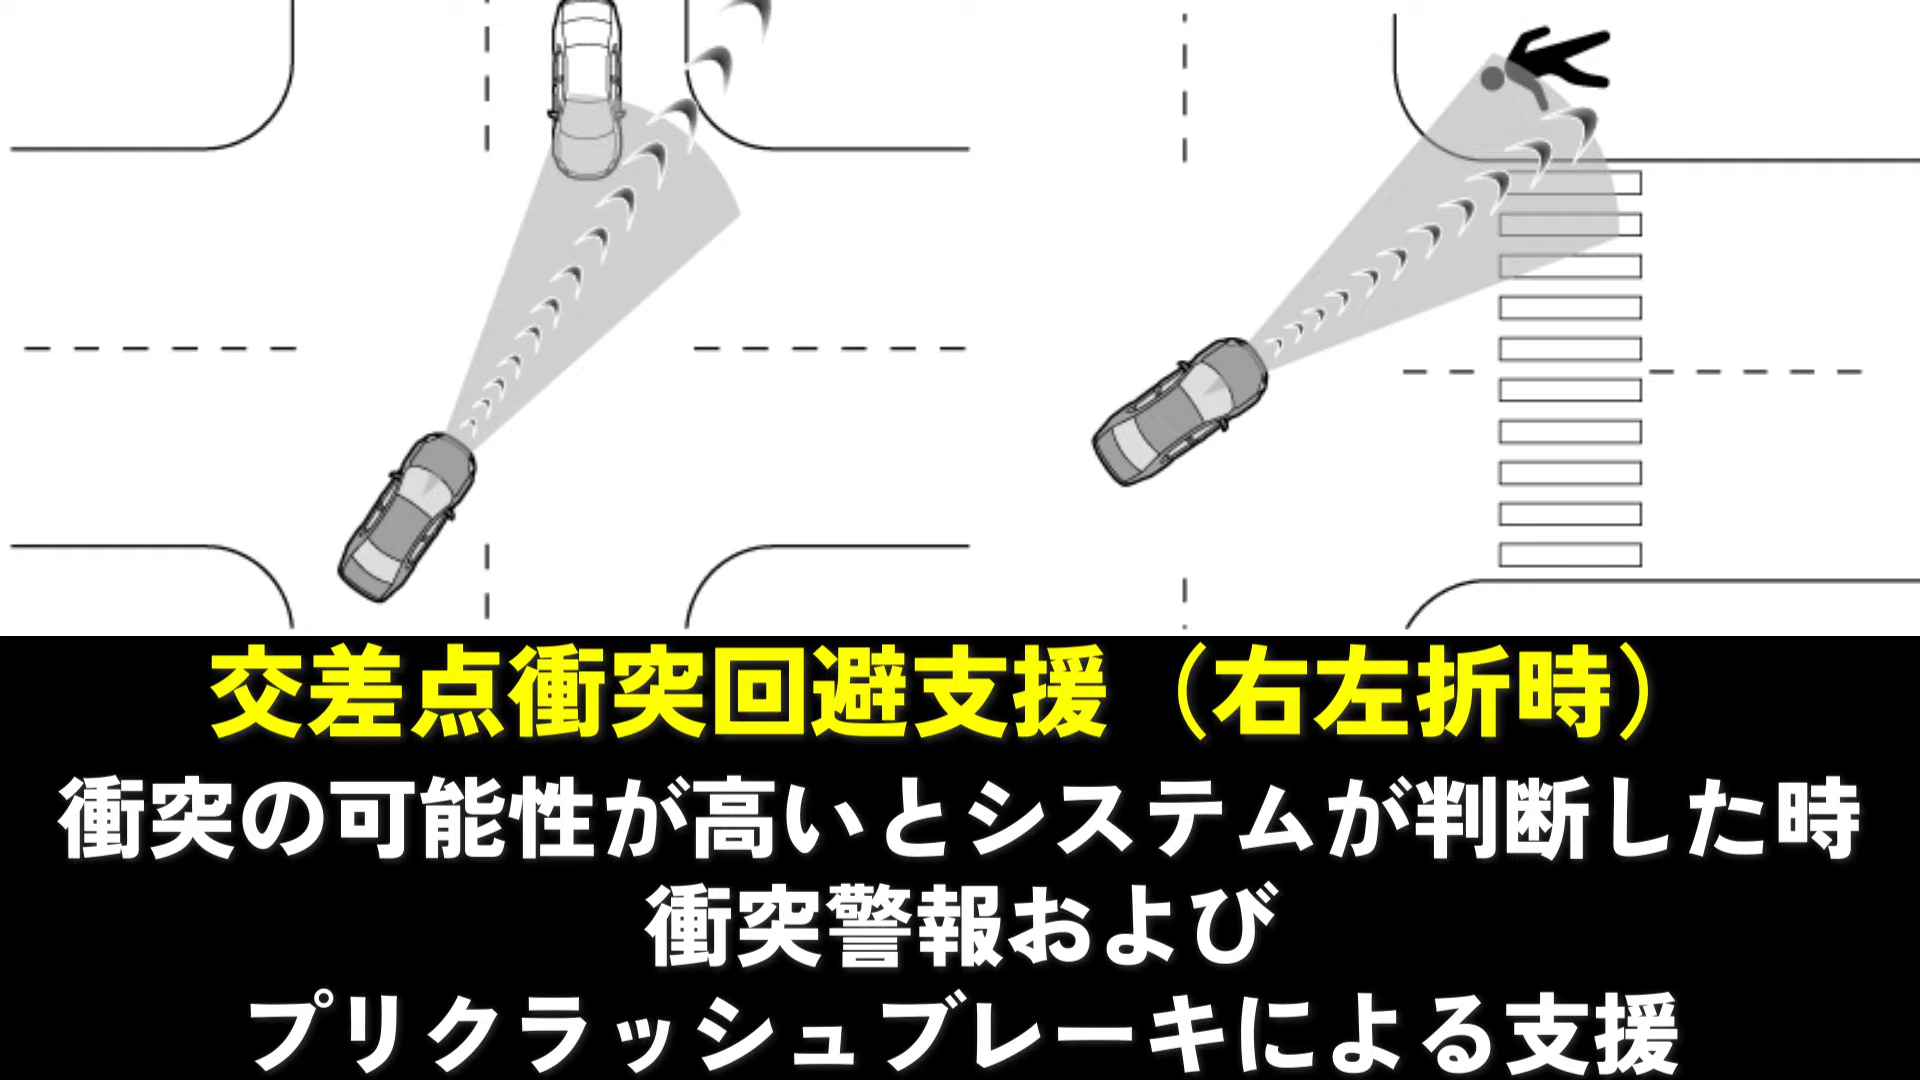 交差点衝突回避支援（右左折時）
衝突の可能性が高いとシステムが判断した時
衝突警報および
プリクラッシュブレーキによる支援